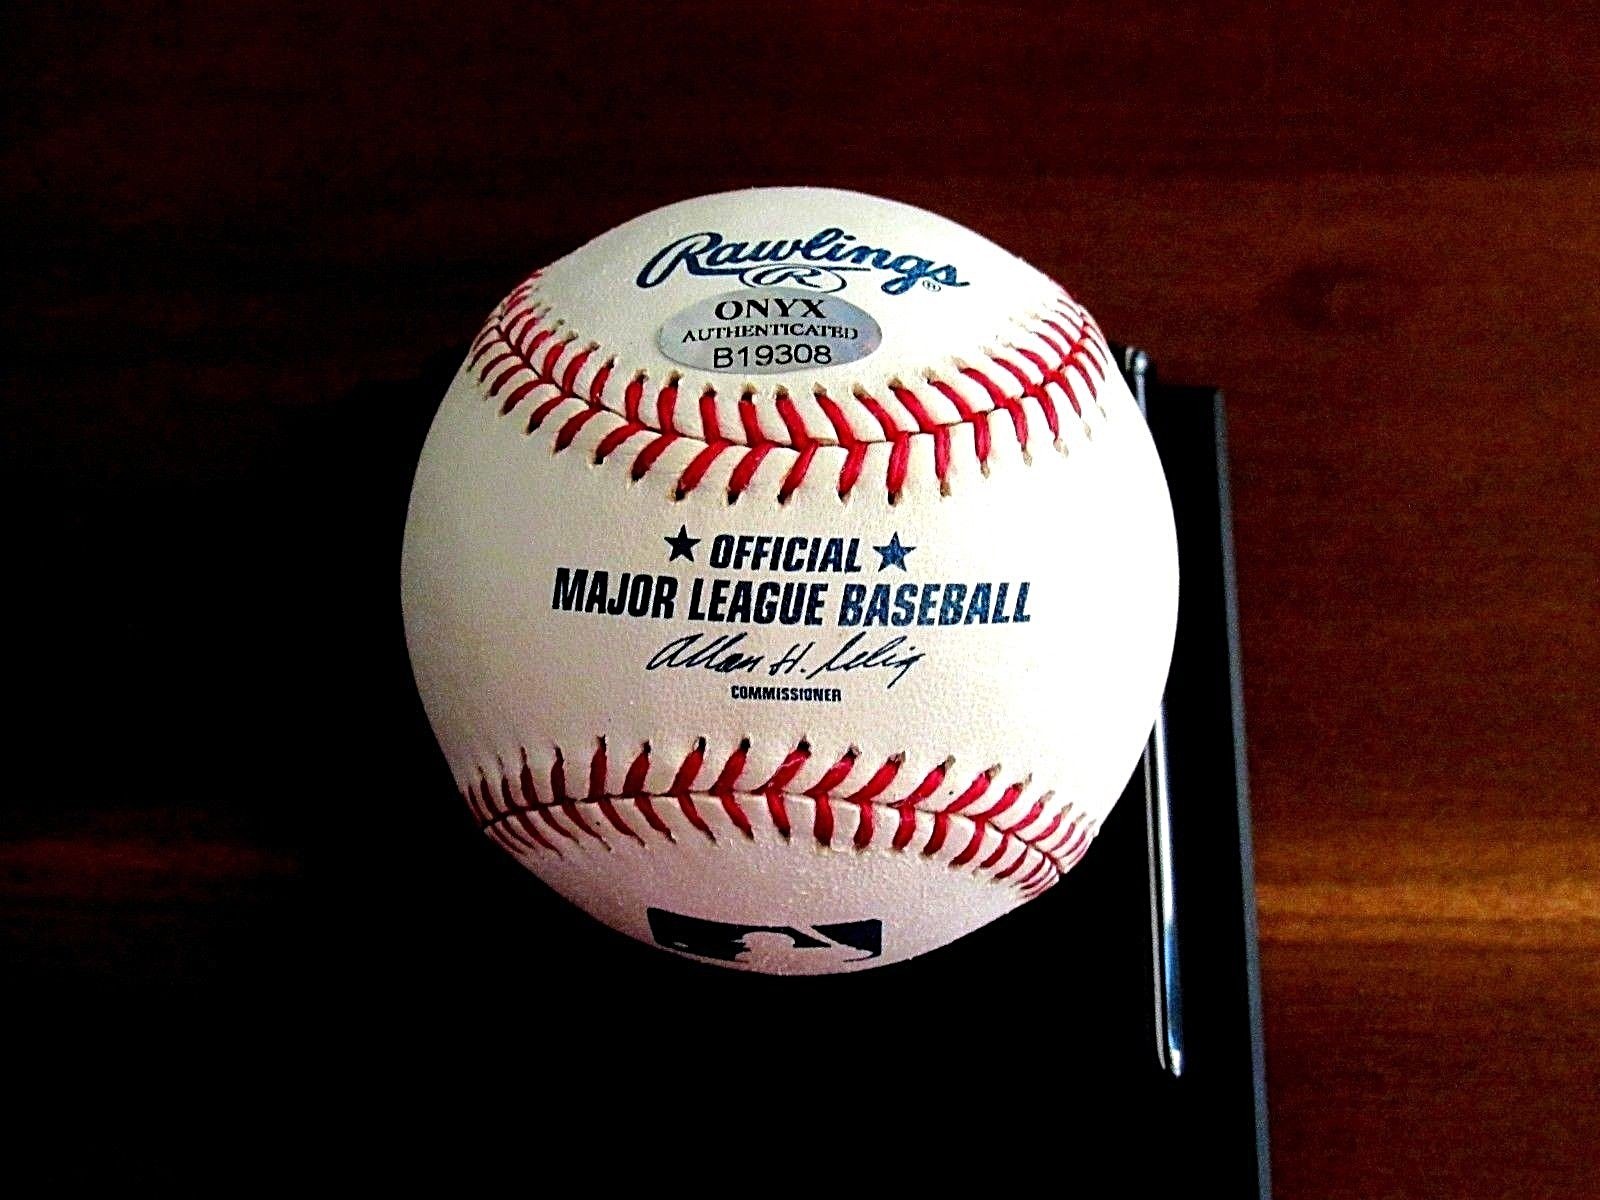 Rawlings®
R
ONYX
AUTHENTICATED
B19308
★ OFFICIAL ★
MAJOR LEAGUE BASEBALL
Allan H. Selig
COMMISSIONER